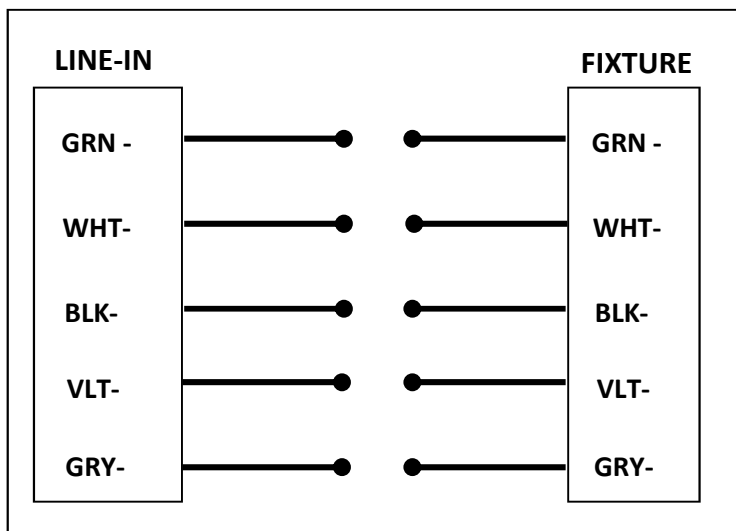 LINE-IN
FIXTURE
GRN -
GRN -
WHT-
WHT-
BLK-
BLK-
VLT-
VLT-
GRY-
GRY-